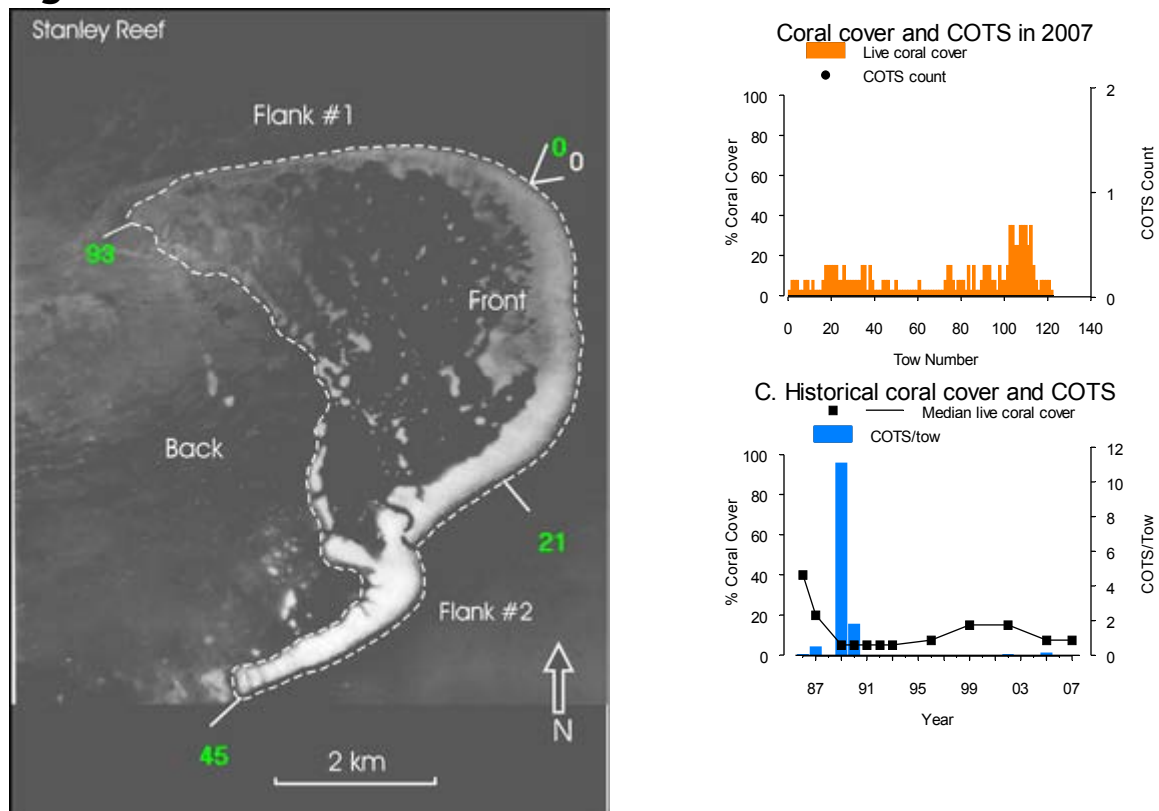 Stanley Reef
Flank #1
0
0
93
Front
Back
21
Flank #2
N
45
2 km
Coral cover and COTS in 2007
Live coral cover
COTS count
% Coral Cover
100
80
60
40
20
0
2
1
0
COTS Count
0 20 40 60 80 100 120 140
Tow Number
C. Historical coral cover and COTS
Median live coral cover
COTS/tow
% Coral Cover
100
80
60
40
20
0
12
10
8
6
4
2
0
COTS/Tow
87 91 95 99 03 07
Year